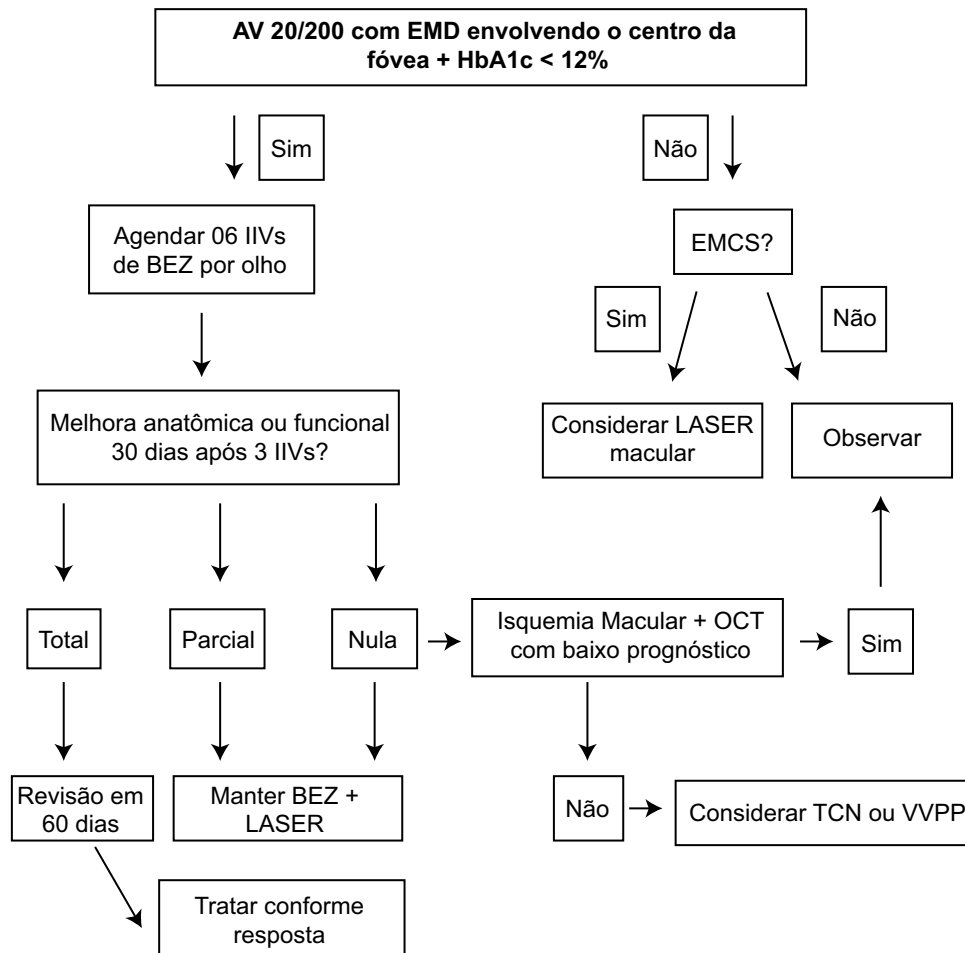 AV 20/200 com EMD envolvendo o centro da
fóvea + HbA1c < 12%
Sim
Não
Agendar 06 IIVs
de BEZ por olho
EMCS?
Sim
Não
Melhora anatômica ou funcional
30 dias após 3 IIVs?
Considerar LASER
macular
Observar
Total
Parcial
Nula
Isquemia Macular + OCT
com baixo prognóstico
Sim
Revisão em
60 dias
Manter BEZ +
LASER
Não
Considerar TCN ou VVPP
Tratar conforme
resposta